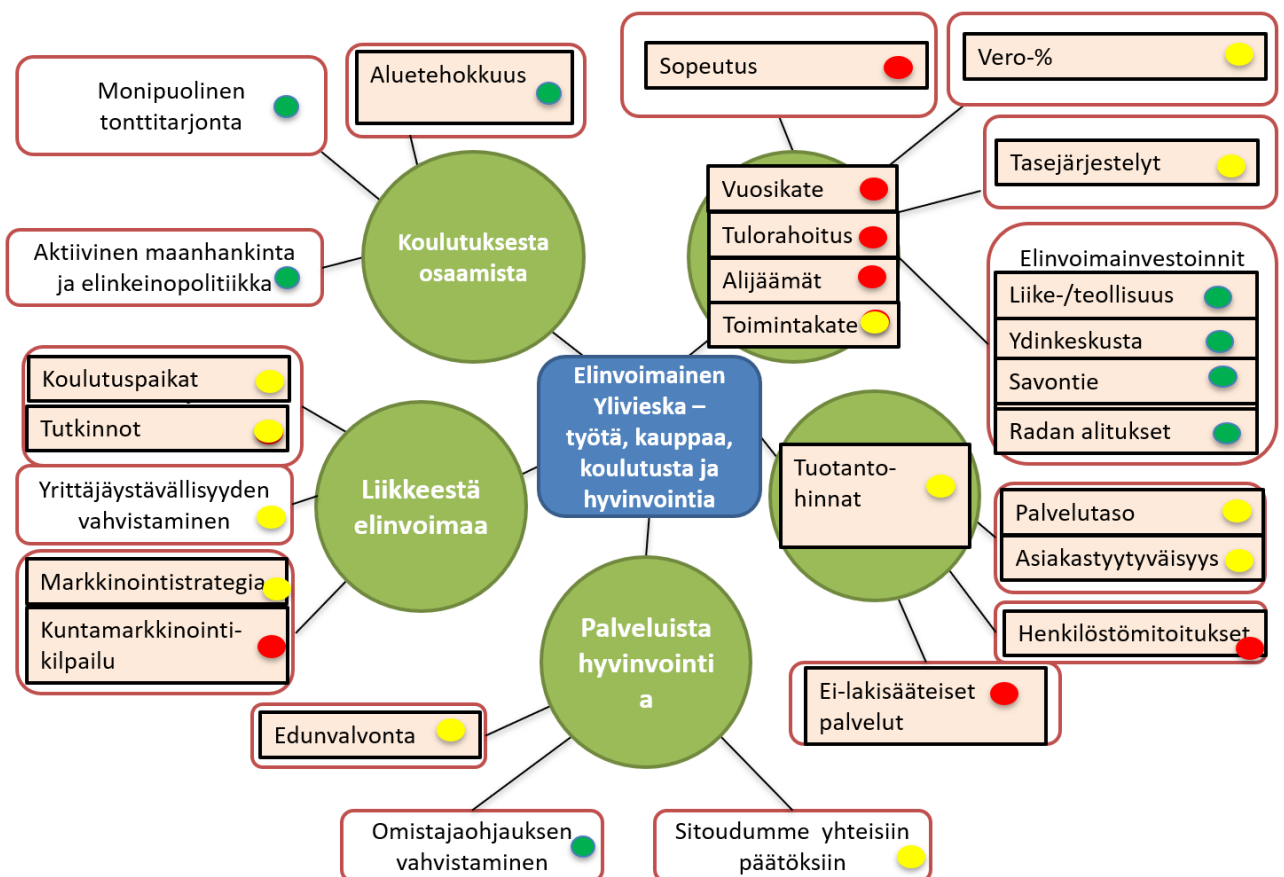 Monipuolinen
tonttitarjonta
Aluetehokkuus
Sopeutus
Vero-%
Tasejärjestelyt
Aktiivinen maanhankinta
ja elinkeinopolitiikka
Koulutuksesta
osaamista
Vuosikate
Tulorahoitus
Alijäämät
Toimintakate
Elinvoimainvestoinnit
Liike-/teollisuus
Ydinkeskusta
Savontie
Radan alitukset
Koulutuspaikat
Tutkinnot
Yrittäjäystävällisyyden
vahvistaminen
Markkinointistrategia
Kuntamarkkinointi-
kilpailu
Liikkeestä
elinvoimaa
Elinvoimainen
Ylivieska –
työtä, kauppaa,
koulutusta ja
hyvinvointia
Tuotanto-
hinnat
Palvelutaso
Asiakastyytyväisyys
Henkilöstömitoitukset
Ei-lakisääteiset
palvelut
Palveluista
hyvinvointi
a
Edunvalvonta
Omistajaohjauksen
vahvistaminen
Sitoudumme yhteisiin
päätöksiin